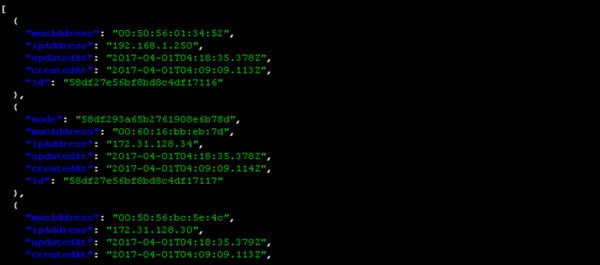 [
{
"macAddress": "00:50:56:01:34:52",
"ipAddress": "192.168.1.250",
"updatedAt": "2017-04-01T04:18:35.378Z",
"createdAt": "2017-04-01T04:09:09.113Z",
"id": "58df27e56bf8bd8c4df17116"
},
{
"node": "58df293a65b2761908e6b78d",
"macAddress": "00:60:16:bb:eb:7d",
"ipAddress": "172.31.128.34",
"updatedAt": "2017-04-01T04:18:35.378Z",
"createdAt": "2017-04-01T04:09:09.114Z",
"id": "58df27e56bf8bd8c4df17117"
},
{
"macAddress": "00:50:56:bc:5e:4c",
"ipAddress": "172.31.128.30",
"updatedAt": "2017-04-01T04:18:35.379Z",
"createdAt": "2017-04-01T04:09:09.113Z",